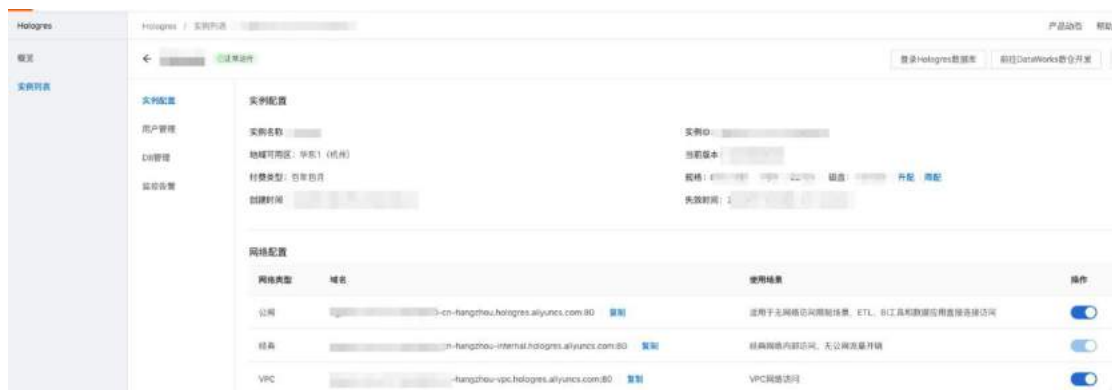 Hologres
Hologres / 实例列表
产品动态 帮助
概览
正常运行
登录Hologres数据库
前往DataWorks数仓开发
实例列表
实例配置
用户管理
DB管理
监控告警
实例配置
实例名称
实例ID:
地域可用区: 华东1 (杭州)
当前版本
付费类型: 包年包月
规格:
磁盘: 升配 降配
创建时间
失效时间: 2
网络配置
网络类型 域名 使用场景 操作
公网 -cn-hangzhou.hologres.aliyuncs.com:80 复制 适用于无网络访问限制场景、ETL、BI工具和数据应用直接连接访问
经典 n-hangzhou-internal.hologres.aliyuncs.com:80 复制 经典网络内部访问，无公网流量开销
VPC -hangzhou-vpc.hologres.aliyuncs.com:80 复制 VPC网络访问